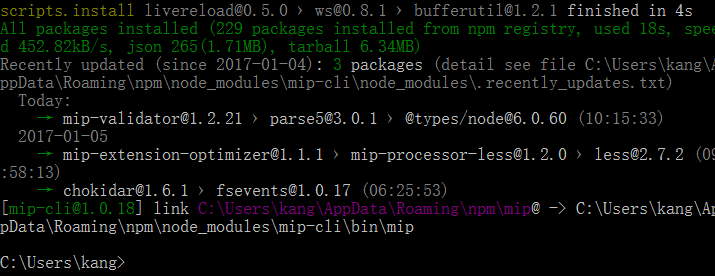 scripts.install livereload@0.5.0 › ws@0.8.1 › bufferutil@1.2.1 finished in 4s
All packages installed (229 packages installed from npm registry, used 18s, spee
d 452.82kB/s, json 265(1.71MB), tarball 6.34MB)
Recently updated (since 2017-01-04): 3 packages (detail see file C:\Users\kang\A
ppData\Roaming\npm\node_modules\mip-cli\node_modules\.recently_updates.txt)
Today:
→ mip-validator@1.2.21 › parse5@3.0.1 › @types/node@6.0.60 (10:15:33)
2017-01-05
→ mip-extension-optimizer@1.1.1 › mip-processor-less@1.2.0 › less@2.7.2 (09
:58:13)
→ chokidar@1.6.1 › fsevents@1.0.17 (06:25:53)
[mip-cli@1.0.18] link C:\Users\kang\AppData\Roaming\npm\mip@ -> C:\Users\kang\Ap
pData\Roaming\npm\node_modules\mip-cli\bin\mip
C:\Users\kang>